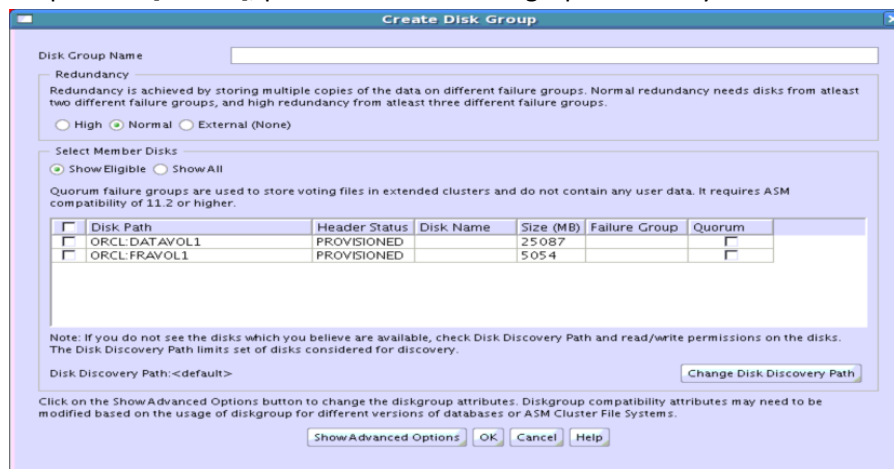 Create Disk Group
Disk Group Name
Redundancy
Redundancy is achieved by storing multiple copies of the data on different failure groups. Normal redundancy needs disks from atleast
two different failure groups, and high redundancy from atleast three different failure groups.
High Normal External (None)
Select Member Disks
Show Eligible Show All
Quorum failure groups are used to store voting files in extended clusters and do not contain any user data. It requires ASM
compatibility of 11.2 or higher.
Disk Path Header Status Disk Name Size (MB) Failure Group Quorum
ORCL:DATAVOL1 PROVISIONED 25087
ORCL:FRAVOL1 PROVISIONED 5054
Note: If you do not see the disks which you believe are available, check Disk Discovery Path and read/write permissions on the disks.
The Disk Discovery Path limits set of disks considered for discovery.
Disk Discovery Path:<default> Change Disk Discovery Path
Click on the Show Advanced Options button to change the diskgroup attributes. Diskgroup compatibility attributes may need to be
modified based on the usage of diskgroup for different versions of databases or ASM Cluster File Systems.
Show Advanced Options OK Cancel Help